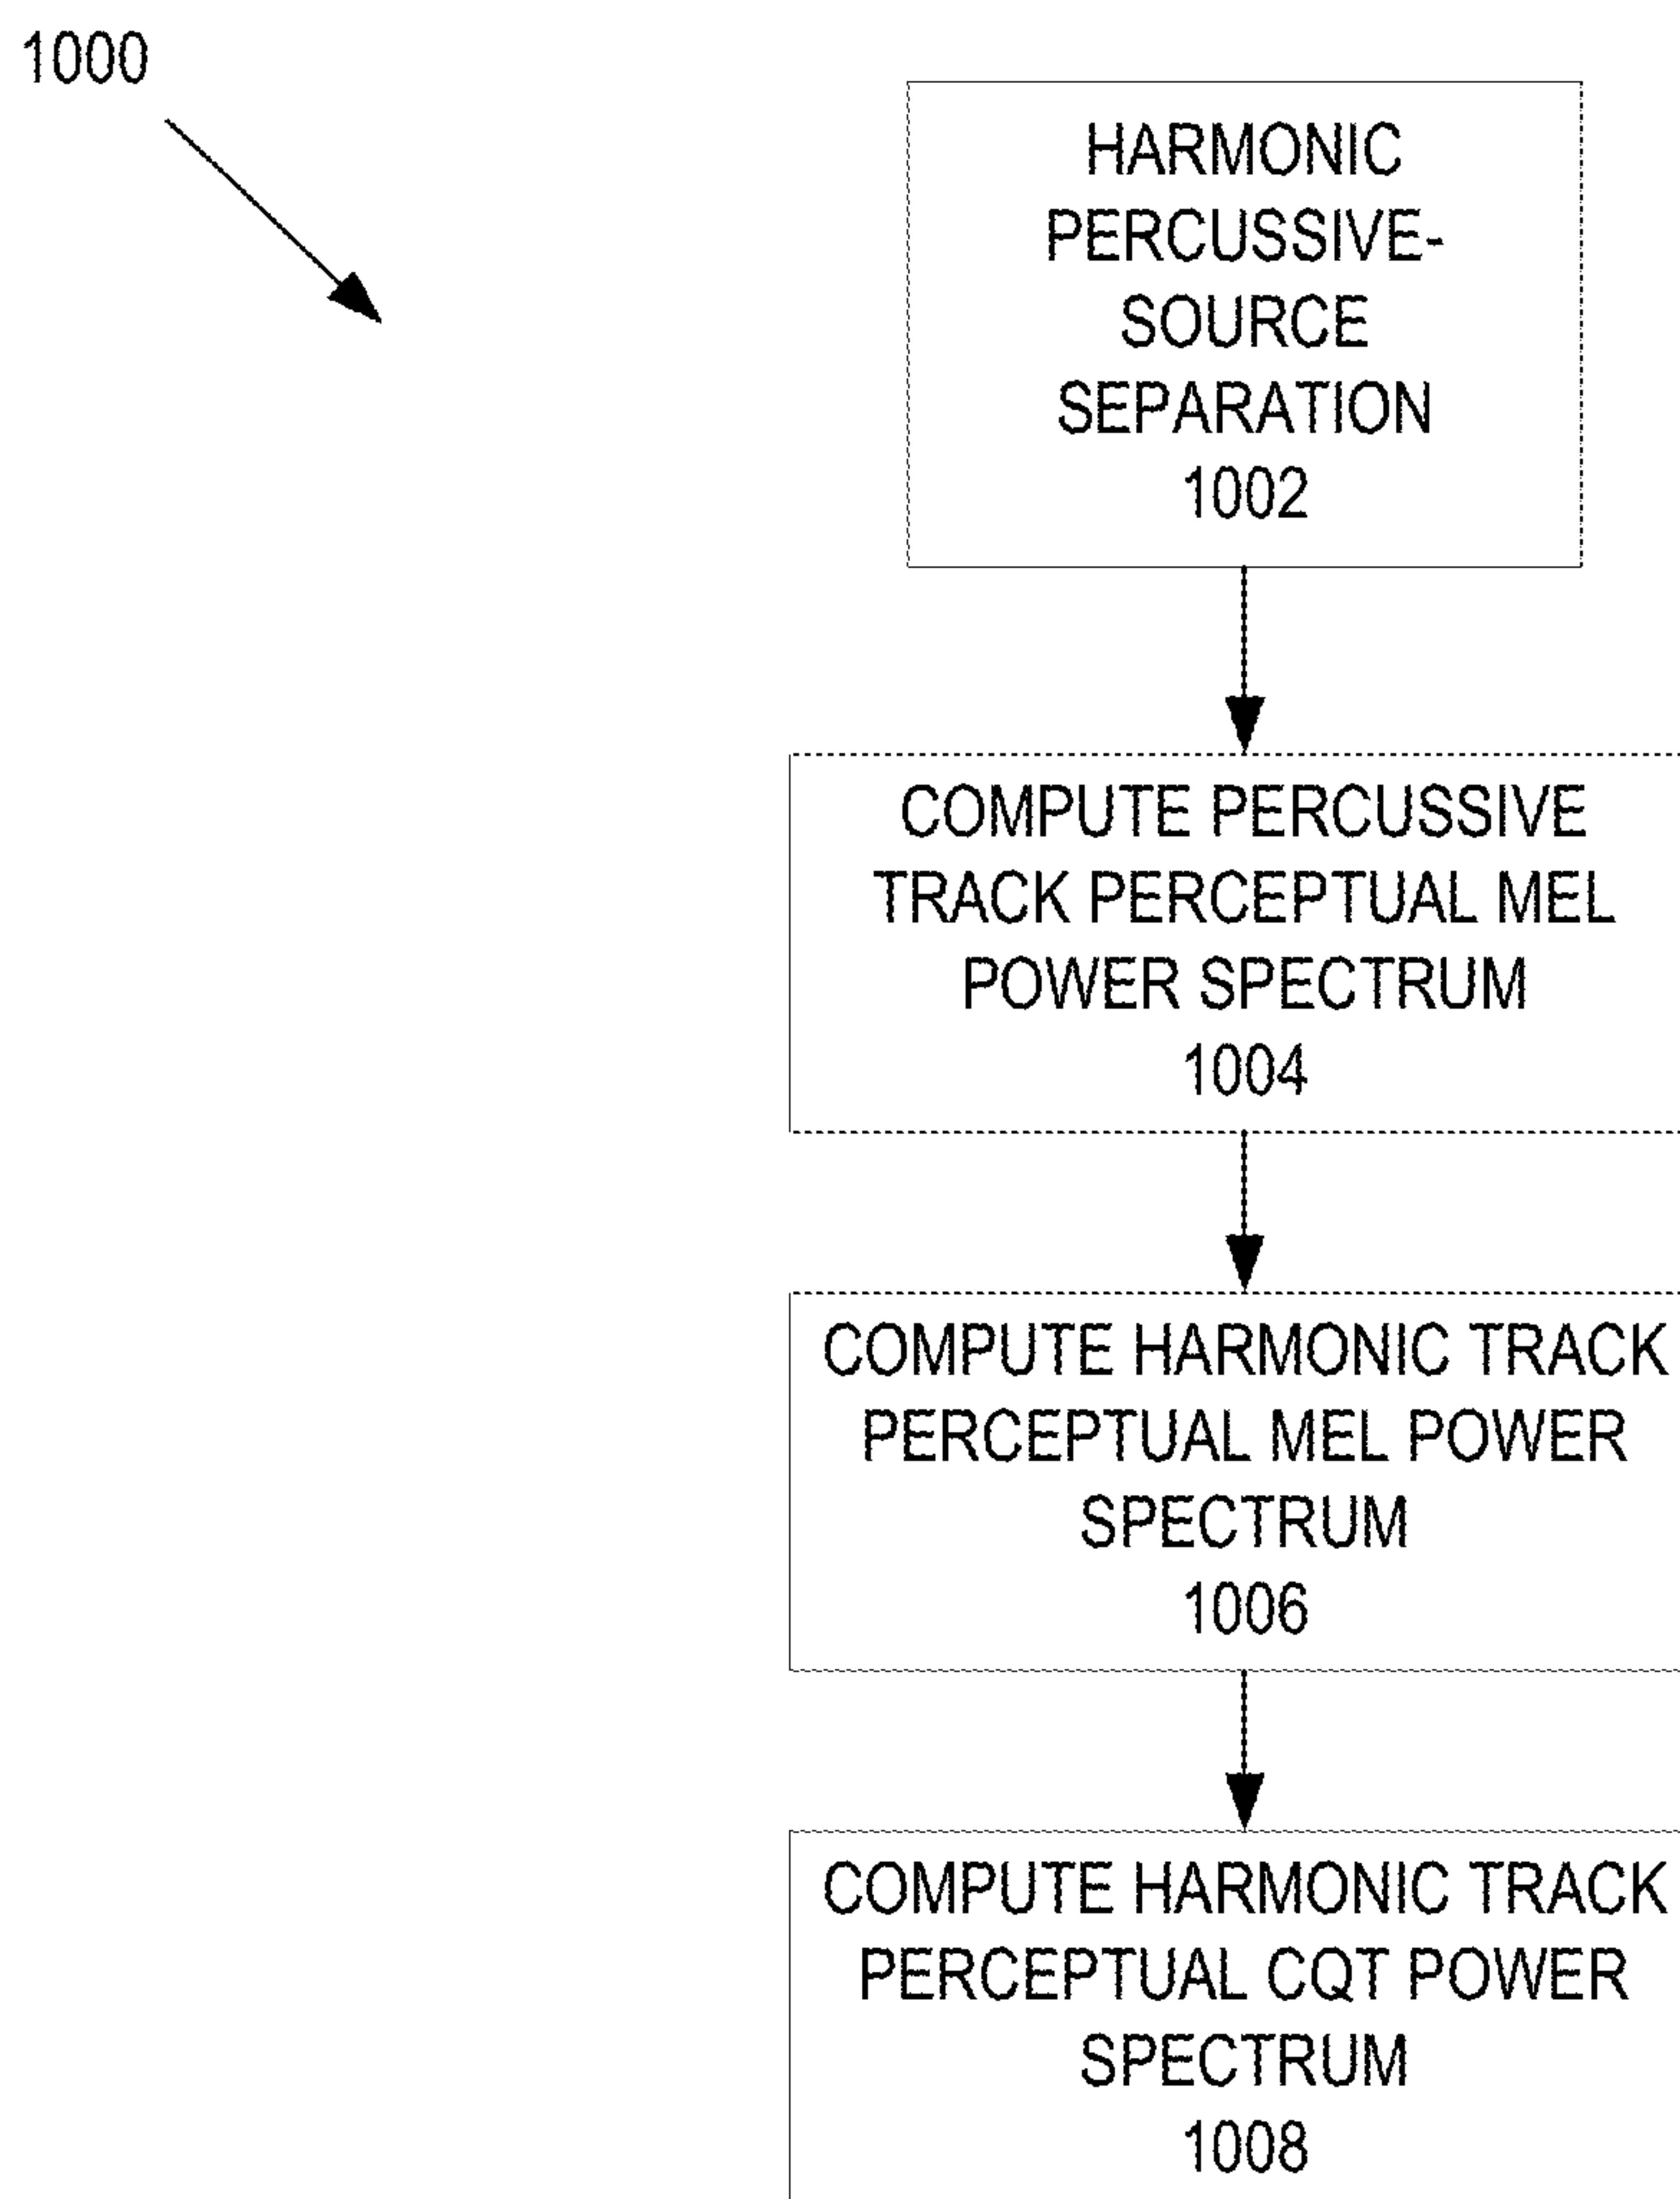 1000
HARMONIC
PERCUSSIVE-
SOURCE
SEPARATION
1002
COMPUTE PERCUSSIVE
TRACK PERCEPTUAL MEL
POWER SPECTRUM
1004
COMPUTE HARMONIC TRACK
PERCEPTUAL MEL POWER
SPECTRUM
1006
COMPUTE HARMONIC TRACK
PERCEPTUAL CQT POWER
SPECTRUM
1008